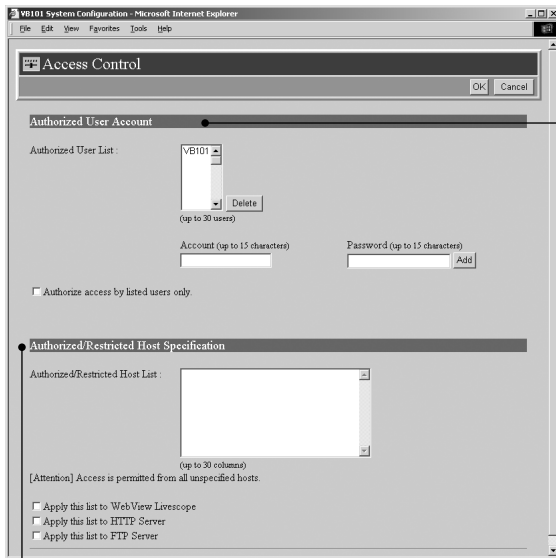 VB101 System Configuration - Microsoft Internet Explorer
File Edit View Favorites Tools Help
Access Control
OK Cancel
Authorized User Account
Authorized User List :
VB101
Delete
(up to 30 users)
Account (up to 15 characters) Password (up to 15 characters)
Add
Authorize access by listed users only.
Authorized/Restricted Host Specification
Authorized/Restricted Host List :
(up to 30 columns)
[Attention] Access is permitted from all unspecified hosts.
Apply this list to WebView Livescope
Apply this list to HTTP Server
Apply this list to FTP Server